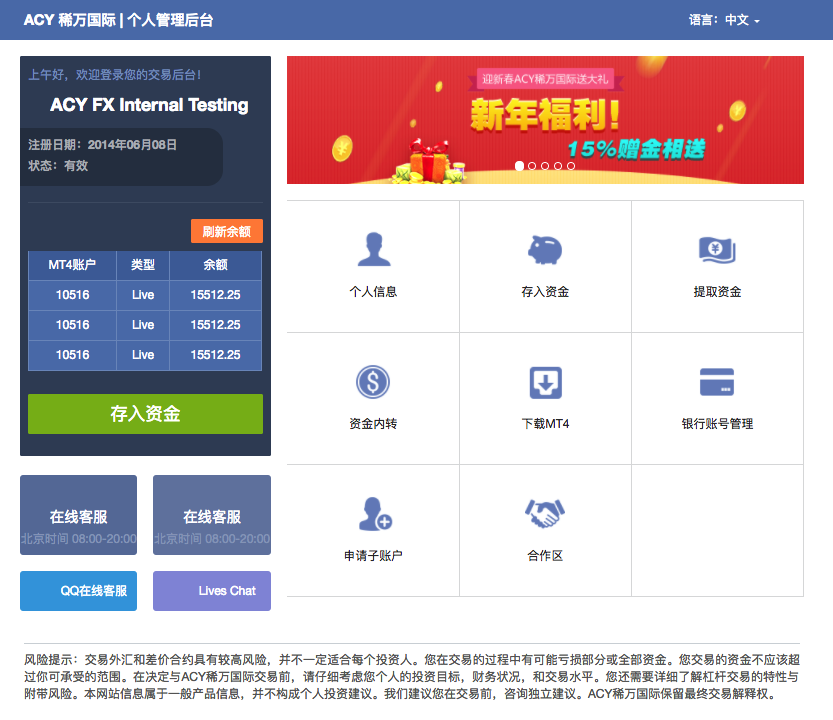 ACY 稀万国际 | 个人管理后台
语言：中文
上午好，欢迎登录您的交易后台！
ACY FX Internal Testing
注册日期：2014年06月08日
状态：有效
刷新余额
MT4账户 类型 余额
10516 Live 15512.25
10516 Live 15512.25
10516 Live 15512.25
存入资金
在线客服
北京时间 08:00-20:00
在线客服
北京时间 08:00-20:00
QQ在线客服
Lives Chat
迎新春ACY稀万国际送大礼
新年福利!
15%赠金相送
个人信息
存入资金
提取资金
资金内转
下载MT4
银行账号管理
申请子账户
合作区
风险提示：交易外汇和差价合约具有较高风险，并不一定适合每个投资人。您在交易的过程中有可能亏损部分或全部资金。您交易的资金不应该超
过你可承受的范围。在决定与ACY稀万国际交易前，请仔细考虑您个人的投资目标，财务状况，和交易水平。您还需要详细了解杠杆交易的特性与
附带风险。本网站信息属于一般产品信息，并不构成个人投资建议。我们建议您在交易前，咨询独立建议。ACY稀万国际保留最终交易解释权。